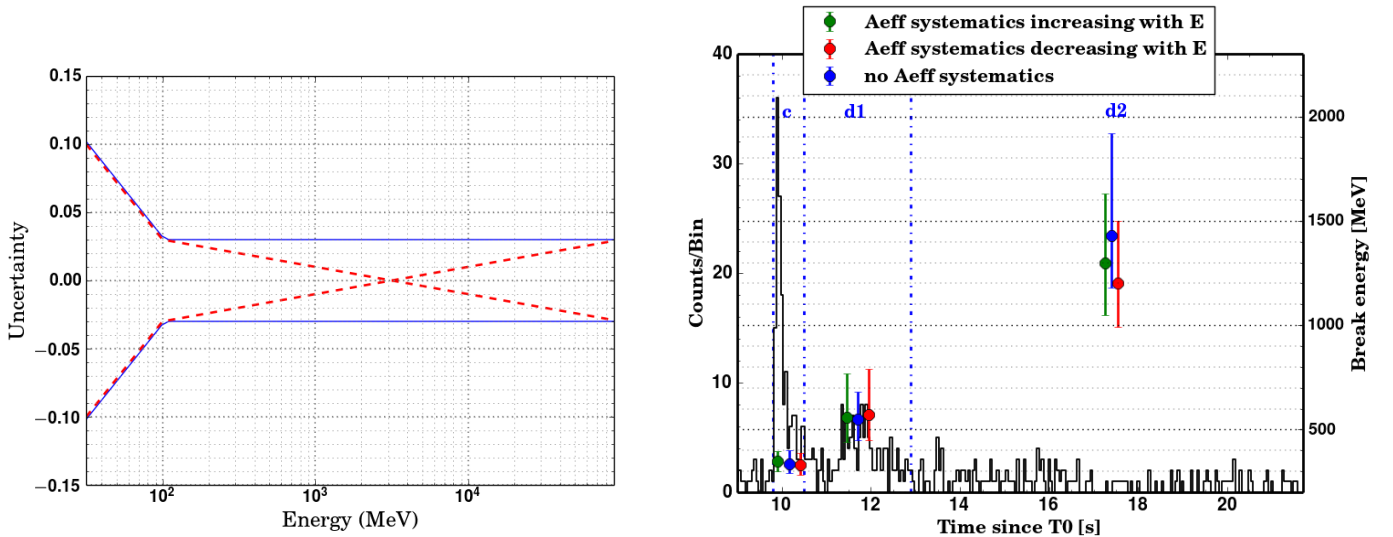 0.15
0.10
0.05
0.00
−0.05
−0.10
−0.15
Uncertainty
10²
10³
10⁴
Energy (MeV)
Aeff systematics increasing with E
Aeff systematics decreasing with E
no Aeff systematics
c
d1
d2
40
30
20
10
0
Counts/Bin
2000
1500
1000
500
Break energy [MeV]
10
12
14
16
18
20
Time since T0 [s]